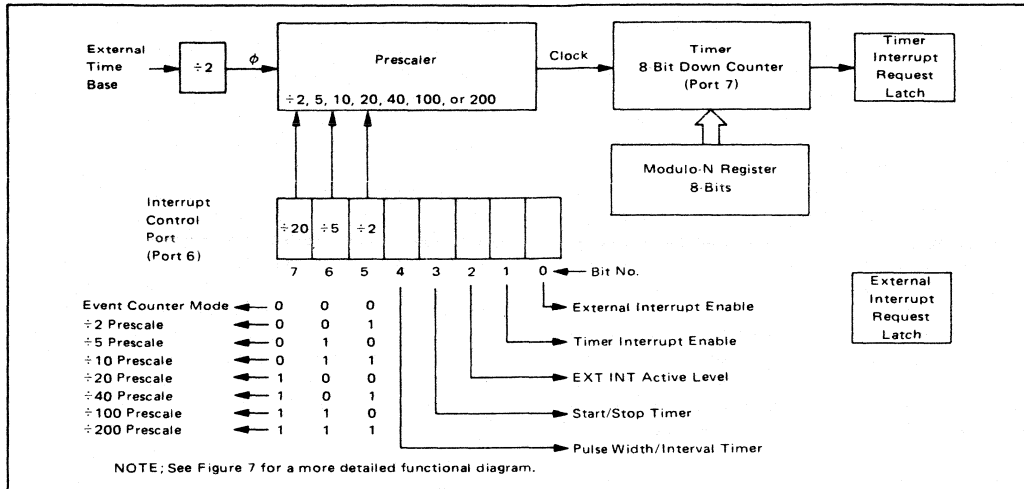 External
Time
Base
÷2
ϕ
Prescaler
÷2, 5, 10, 20, 40, 100, or 200
Clock
Timer
8-Bit Down Counter
(Port 7)
Timer
Interrupt
Request
Latch
Modulo-N Register
8-Bits
Interrupt
Control
Port
(Port 6)
÷20 ÷5 ÷2
7 6 5 4 3 2 1 0 Bit No.
Event Counter Mode 0 0 0
÷2 Prescale 0 0 1
÷5 Prescale 0 1 0
÷10 Prescale 0 1 1
÷20 Prescale 1 0 0
÷40 Prescale 1 0 1
÷100 Prescale 1 1 0
÷200 Prescale 1 1 1
External Interrupt Enable
Timer Interrupt Enable
EXT INT Active Level
Start/Stop Timer
Pulse Width/Interval Timer
External
Interrupt
Request
Latch
NOTE; See Figure 7 for a more detailed functional diagram.